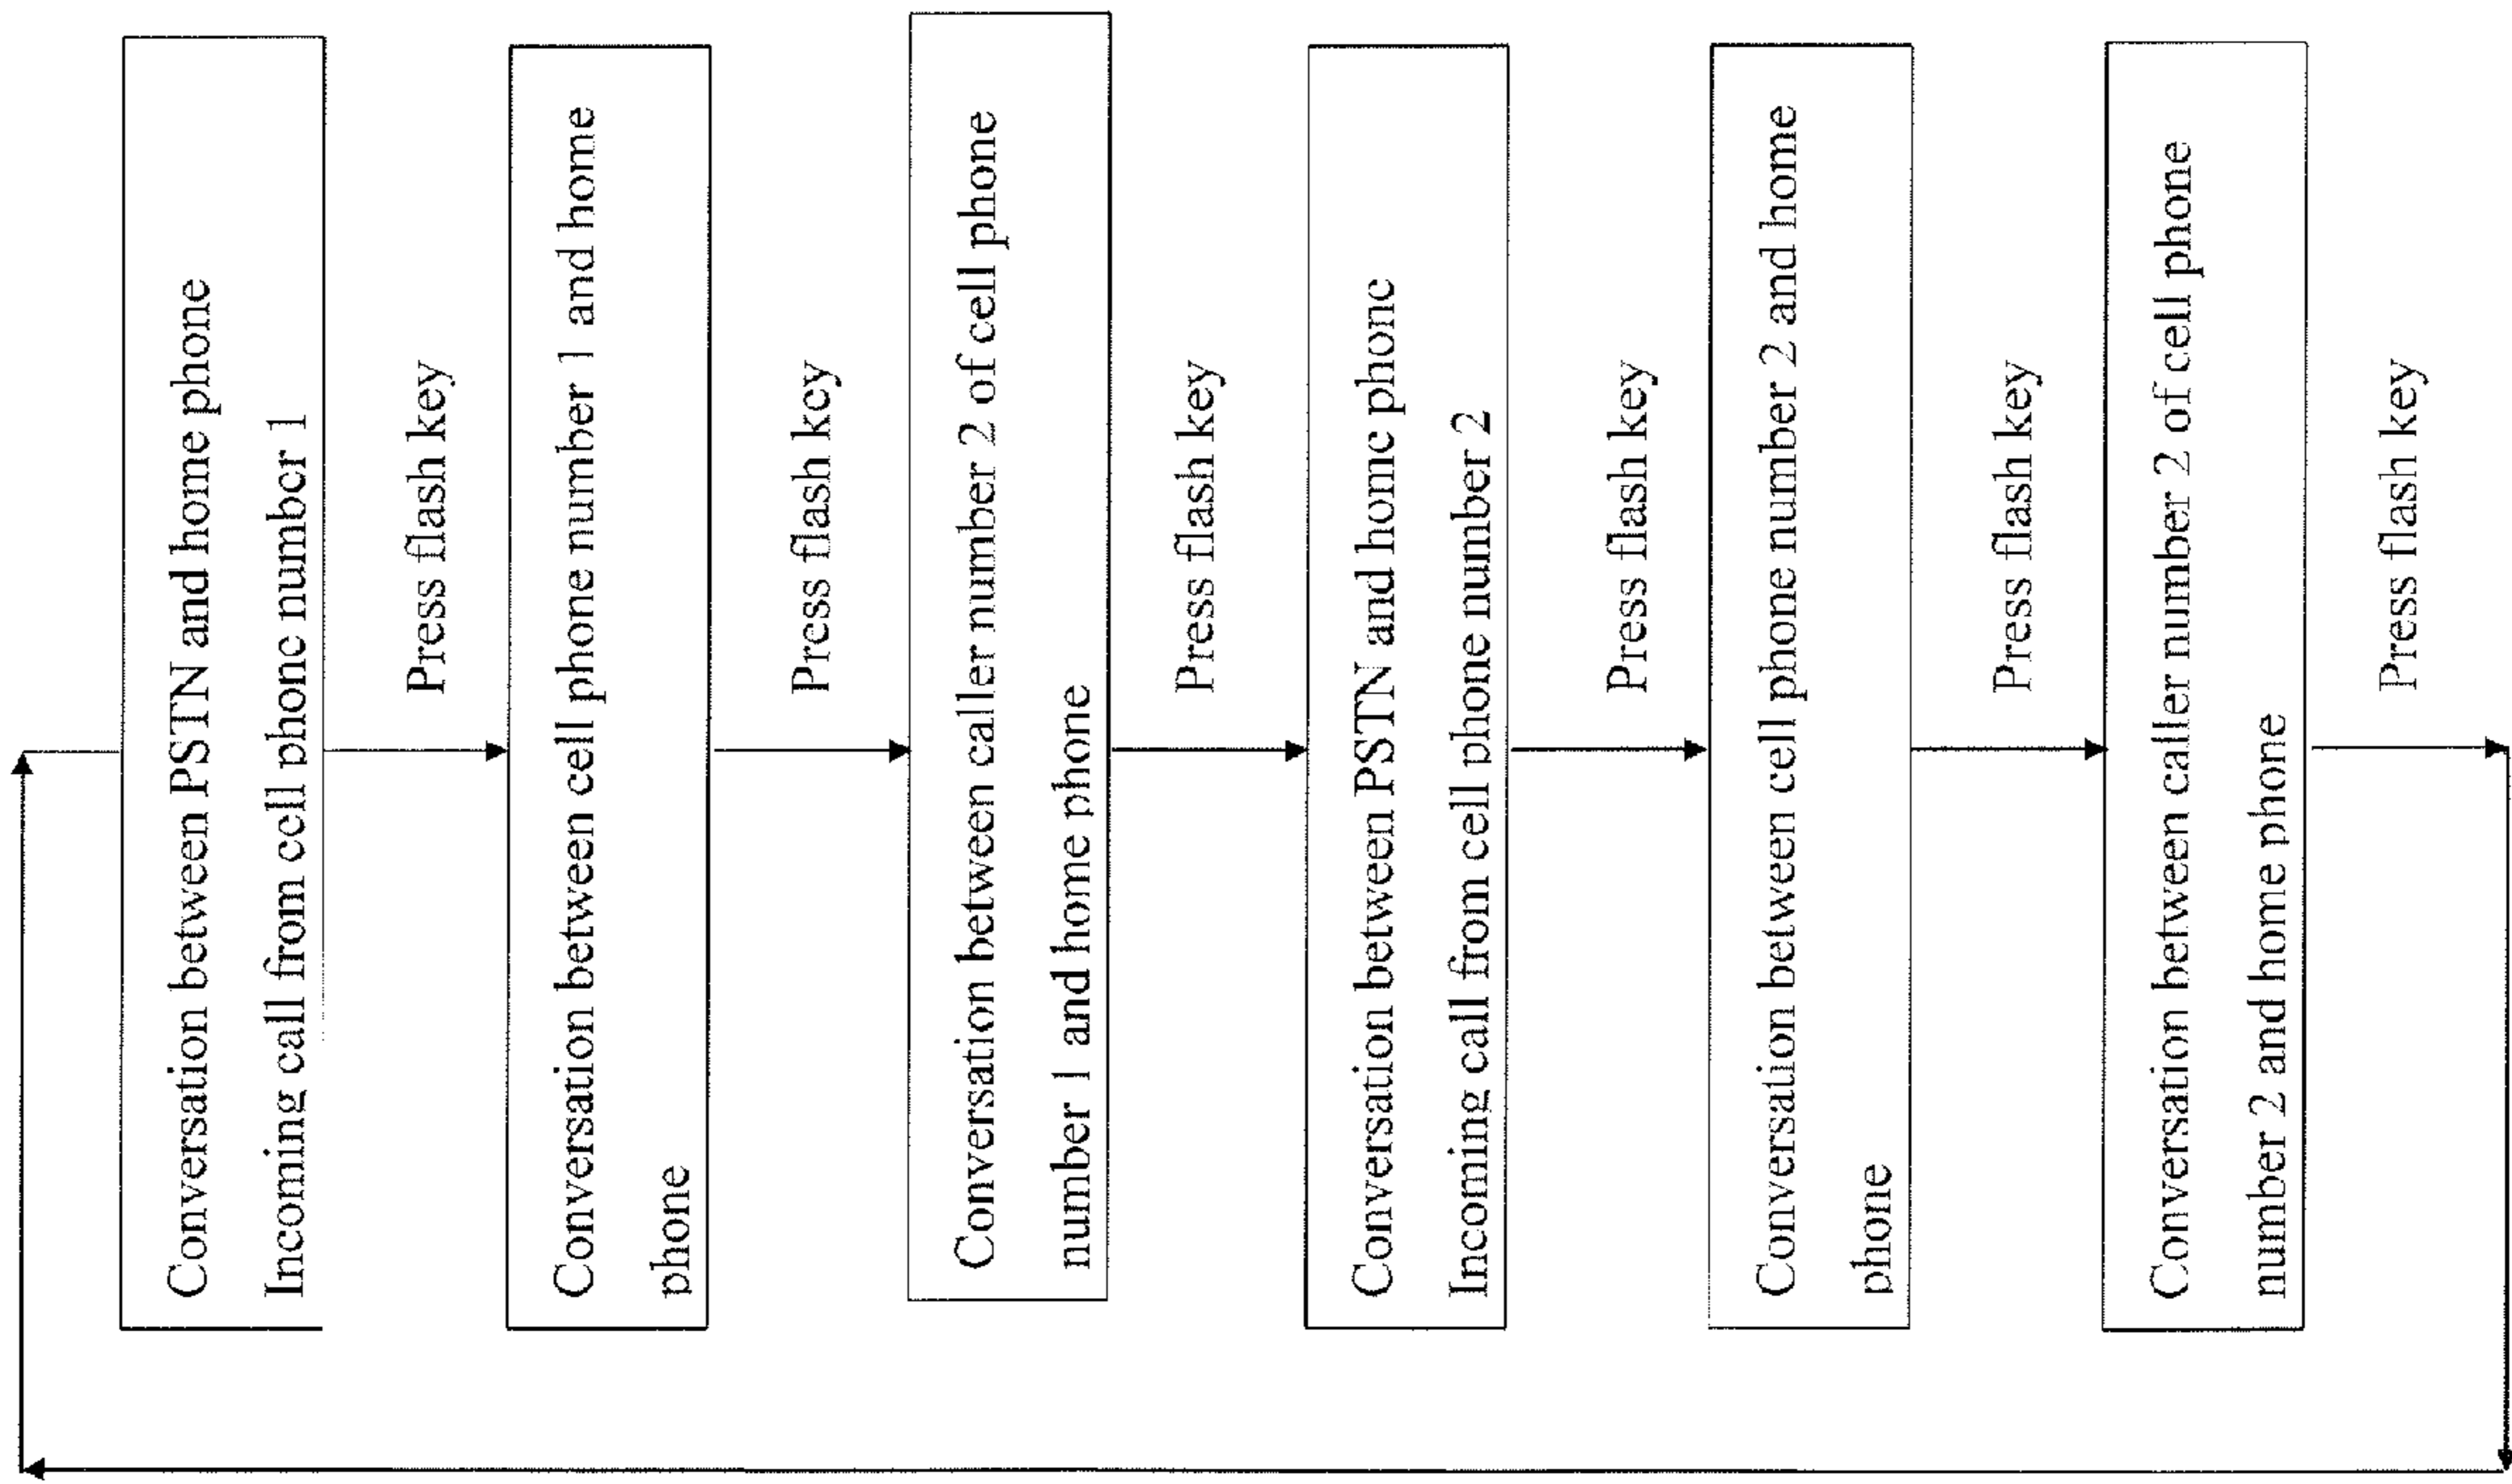 Conversation between PSTN and home phone
Incoming call from cell phone number 1
Press flash key
Conversation between cell phone number 1 and home
phone
Press flash key
Conversation between caller number 2 of cell phone
number 1 and home phone
Press flash key
Conversation between PSTN and home phone
Incoming call from cell phone number 2
Press flash key
Conversation between cell phone number 2 and home
phone
Press flash key
Conversation between caller number 2 of cell phone
number 2 and home phone
Press flash key